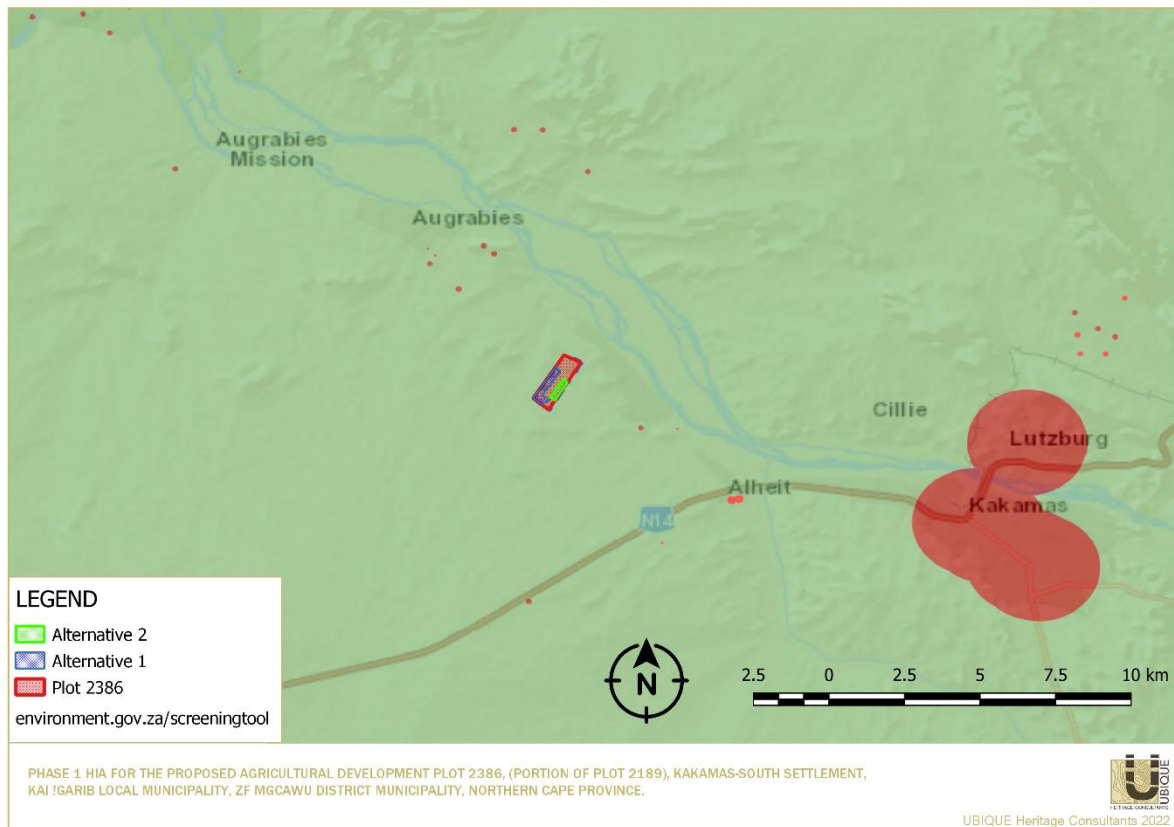 Augrabies
Mission
Augrabies
Cillie
Lutzburg
Alheit
Kakamas
N14
LEGEND
Alternative 2
Alternative 1
Plot 2386
environment.gov.za/screeningtool
N
2.5 0 2.5 5 7.5 10 km
PHASE 1 HIA FOR THE PROPOSED AGRICULTURAL DEVELOPMENT PLOT 2386, (PORTION OF PLOT 2189), KAKAMAS-SOUTH SETTLEMENT,
KAI !GARIB LOCAL MUNICIPALITY, ZF MGCAWU DISTRICT MUNICIPALITY, NORTHERN CAPE PROVINCE.
UBIQUE
HERITAGE CONSULTANTS
UBIQUE Heritage Consultants 2022